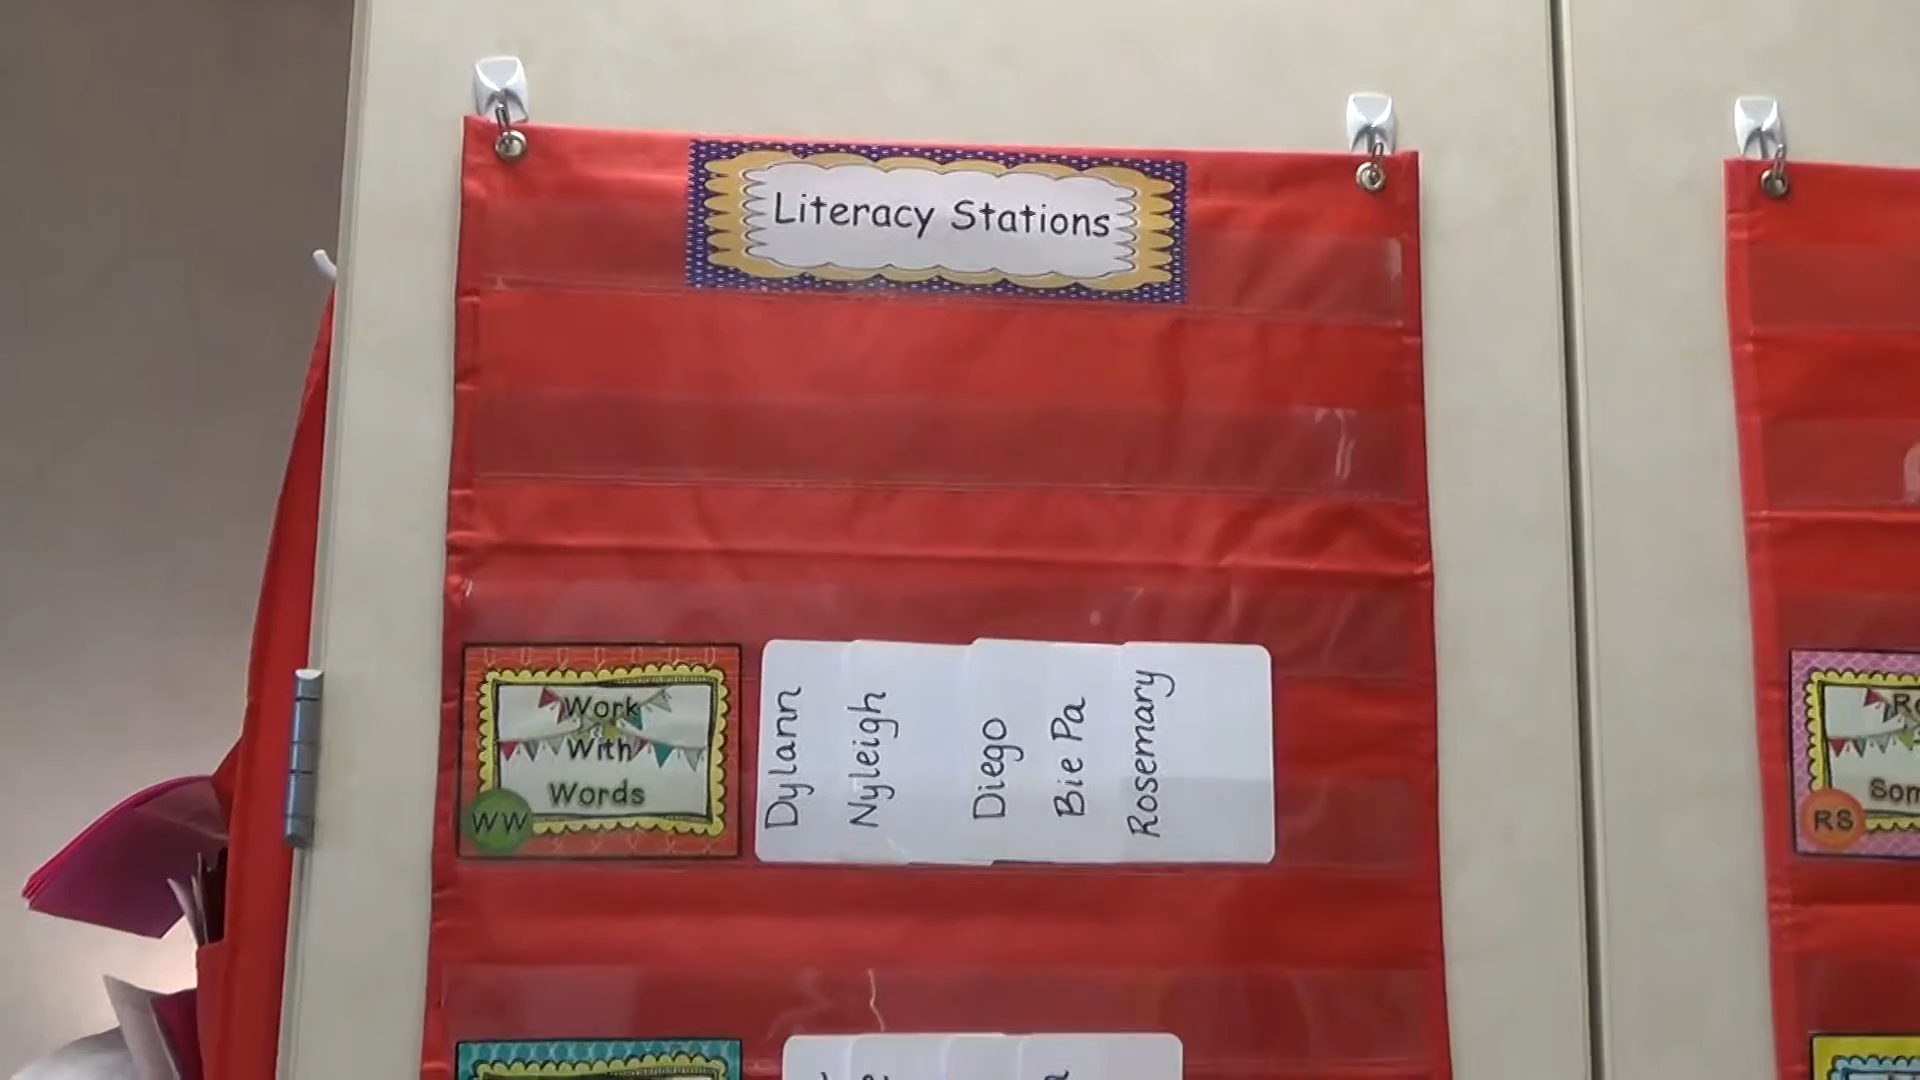 Literacy Stations
Work
With
Words
WW
Dylann
Nyleigh
Diego
Bie Pa
Rosemary
RS